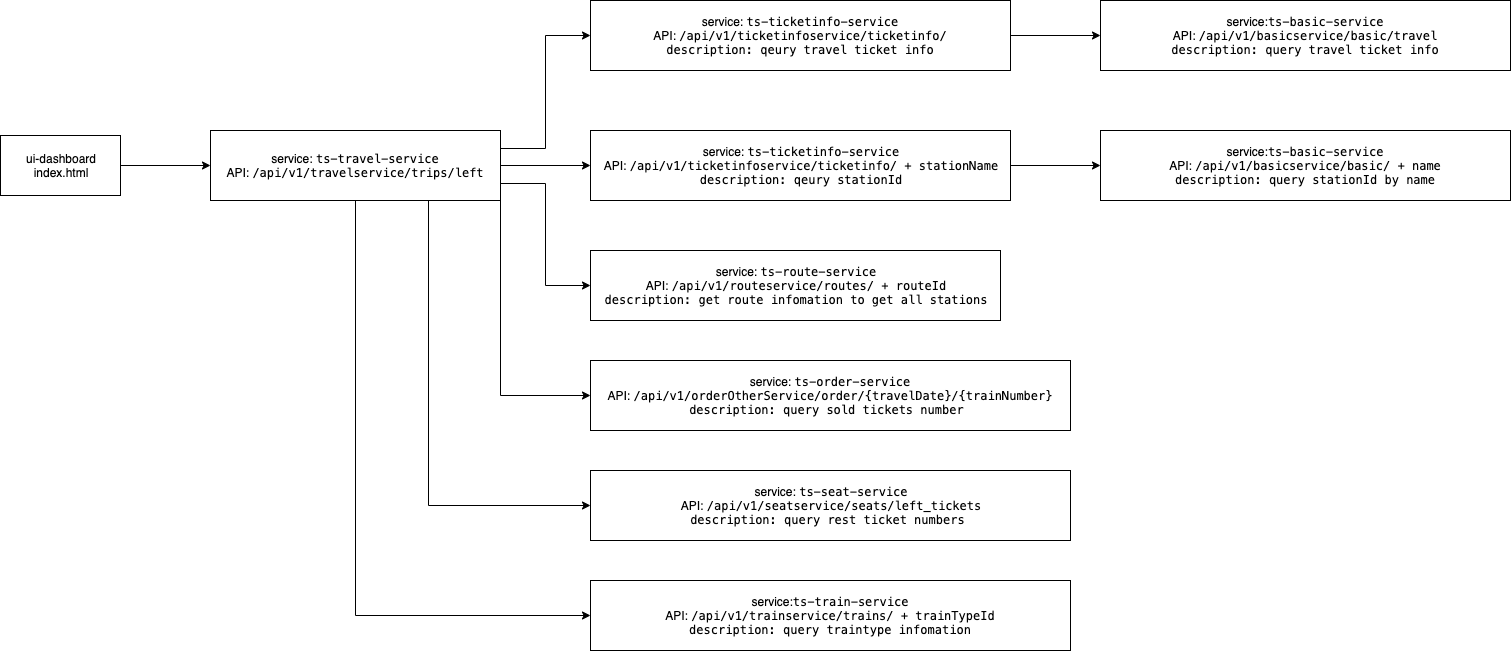 service: ts-ticketinfo-service
API: /api/v1/ticketinfoservice/ticketinfo/
description: qeury travel ticket info
service:ts-basic-service
API: /api/v1/basicservice/basic/travel
description: query travel ticket info
ui-dashboard
index.html
service: ts-travel-service
API: /api/v1/travelservice/trips/left
service: ts-ticketinfo-service
API: /api/v1/ticketinfoservice/ticketinfo/ + stationName
description: qeury stationId
service:ts-basic-service
API: /api/v1/basicservice/basic/ + name
description: query stationId by name
service: ts-route-service
API: /api/v1/routeservice/routes/ + routeId
description: get route infomation to get all stations
service: ts-order-service
API: /api/v1/orderOtherService/order/{travelDate}/{trainNumber}
description: query sold tickets number
service: ts-seat-service
API: /api/v1/seatservice/seats/left_tickets
description: query rest ticket numbers
service:ts-train-service
API: /api/v1/trainservice/trains/ + trainTypeId
description: query traintype infomation